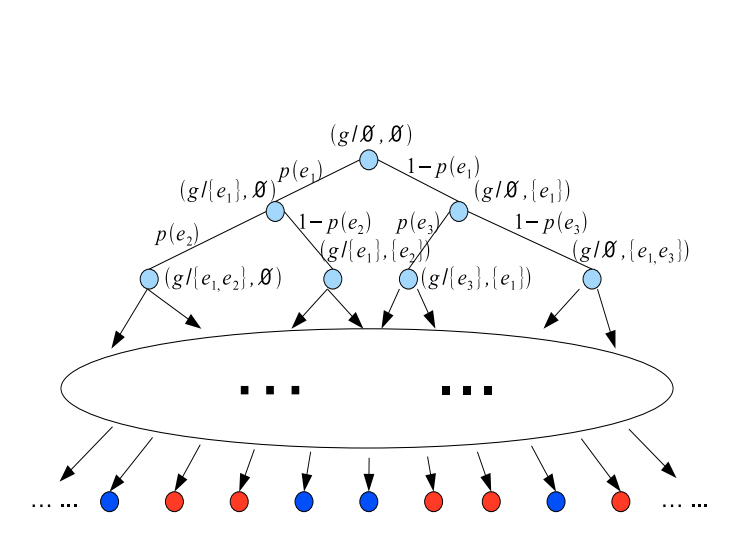 (g/∅, ∅)
p(e₁) 1−p(e₁)
(g/{e₁}, ∅) (g/∅, {e₁})
p(e₂) 1−p(e₂) p(e₃) 1−p(e₃)
(g/{e₁}, {e₂}) (g/∅, {e₁,e₃})
(g/{e₁,e₂}, ∅) (g/{e₃}, {e₁})
... ...
... ... ... ...